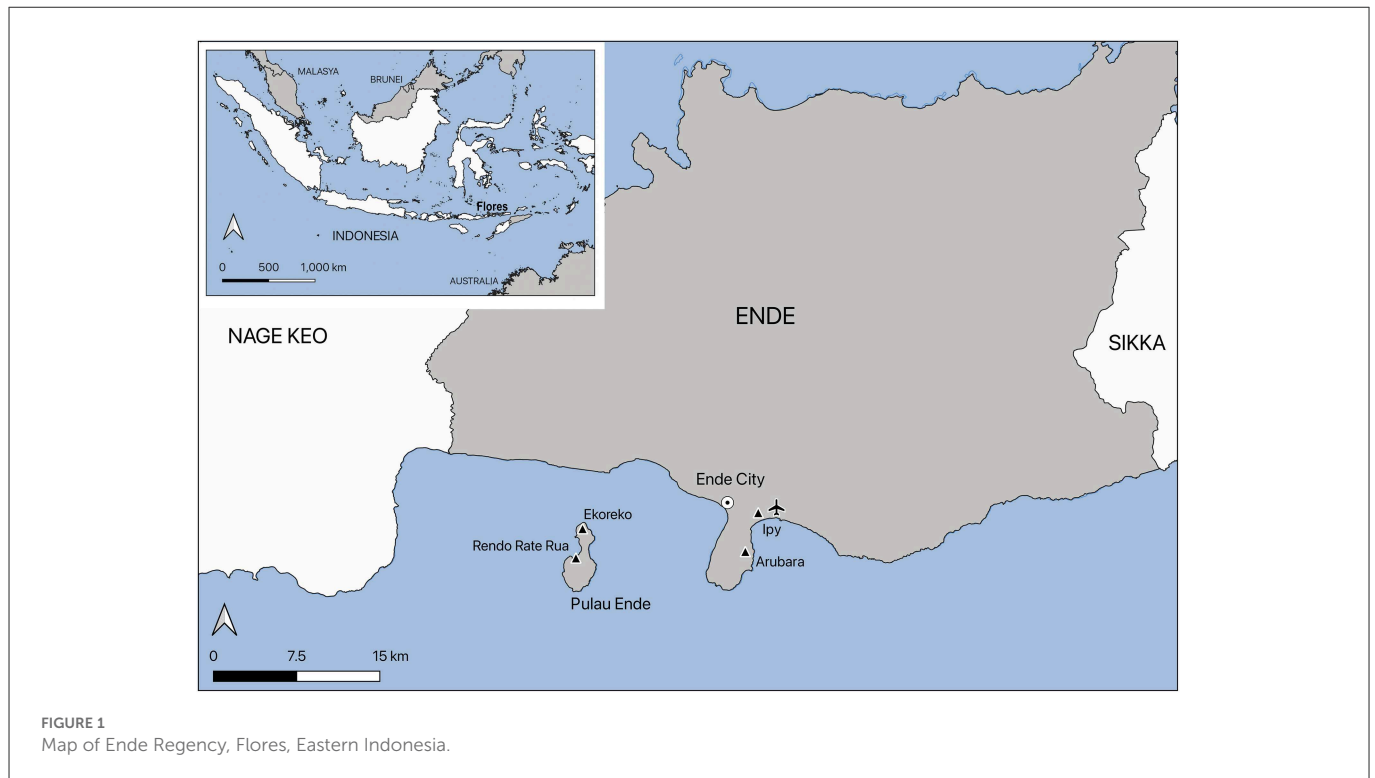 MALASYA
BRUNEI
Flores
INDONESIA
0 500 1,000 km
AUSTRALIA
ENDE
NAGE KEO
SIKKA
Ende City
Ekoreko
Ipy
Rendo Rate Rua
Arubara
Pulau Ende
0 7.5 15 km
FIGURE 1
Map of Ende Regency, Flores, Eastern Indonesia.